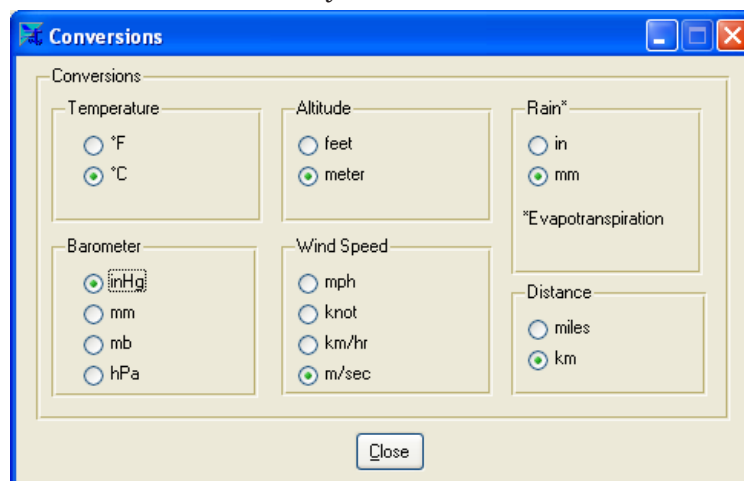 Conversions
Conversions
Temperature
°F
°C
Altitude
feet
meter
Rain*
in
mm
*Evapotranspiration
Barometer
inHg
mm
mb
hPa
Wind Speed
mph
knot
km/hr
m/sec
Distance
miles
km
Close